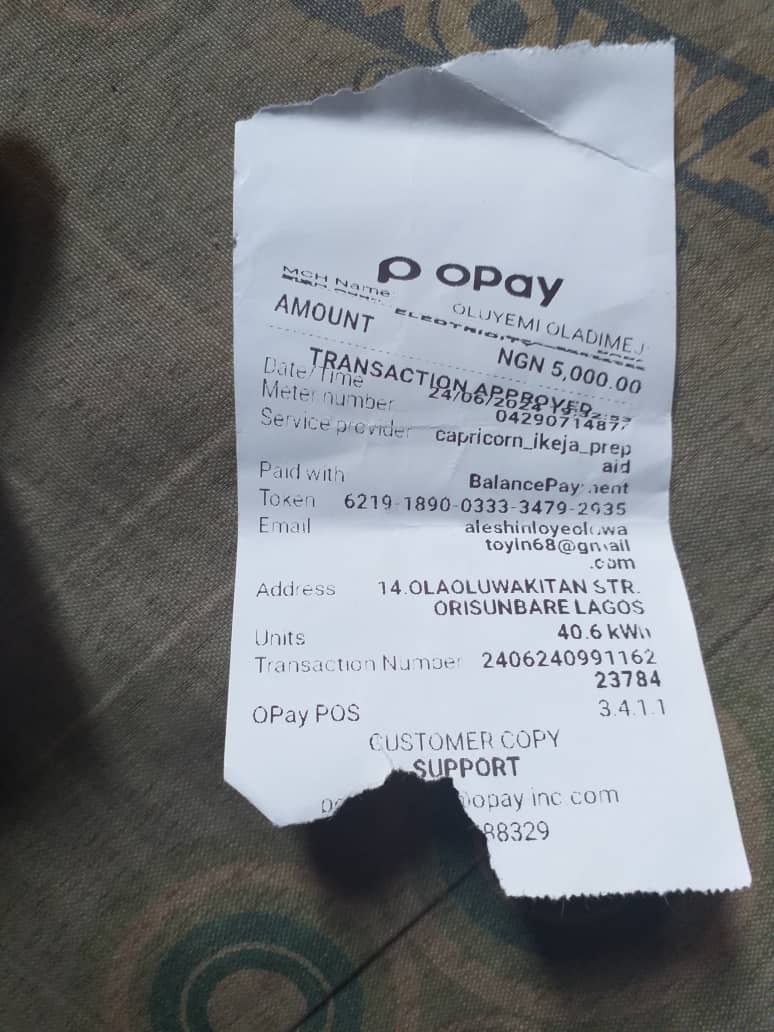 OPay
MCH Name: OLUYEMI OLADIMEJ
ELECTRICITY
AMOUNT NGN 5,000.00
TRANSACTION APPROVED
Date/Time 24/06/2024
Meter number 04290714877
Service provider capricorn_ikeja_prep
aid
Paid with BalancePayment
Token 6219-1890-0333-3479-2935
Email
toyin68@gmail
.com
Address 14.OLAOLUWAKITAN STR.
ORISUNBARE LAGOS
Units 40.6 kWh
Transaction Number 2406240991162
23784
OPay POS 3.4.1.1
CUSTOMER COPY
SUPPORT
opay-inc.com
88329